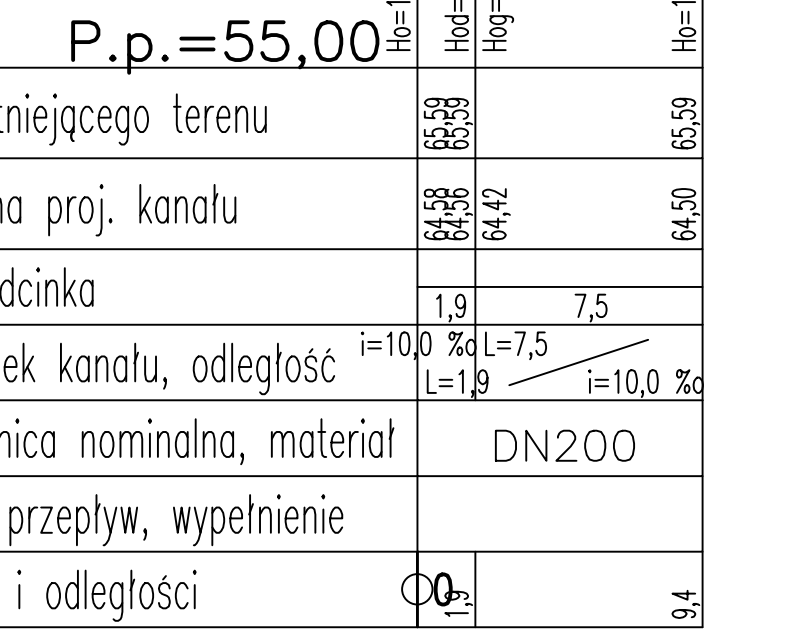 P.p.=55,00 Ho=1 Hod= Hog= Ho=1
tniejącego terenu 65,59 65,59 65,59
na proj. kanału 64,58 64,56 64,42 64,50
dcinka 1,9 7,5
i=10,0 ‰ L=7,5
ek kanału, odległość L=1,9 i=10,0 ‰
nica nominalna, materiał DN200
przepływ, wypełnienie
i odległości 0 1,9 9,4